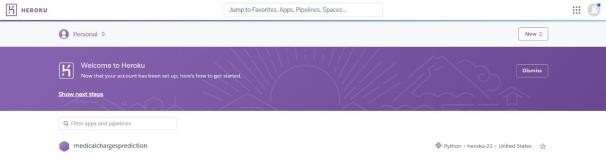 HEROKU
Jump to Favorites, Apps, Pipelines, Spaces...
Personal
New
Welcome to Heroku
Now that your account has been set up, here's how to get started.
Dismiss
Show next steps
Filter apps and pipelines
medicalchargesprediction
Python · heroku-22 · United States